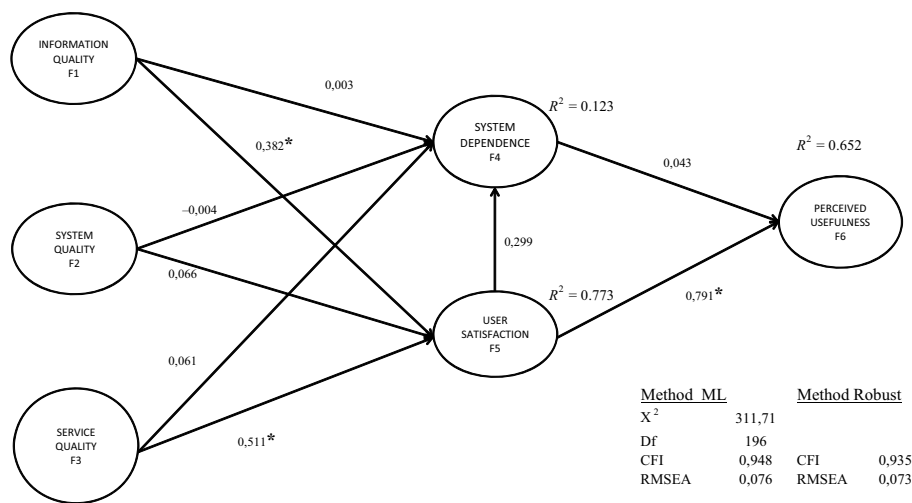 INFORMATION
QUALITY
F1
0,003
0,382*
SYSTEM
DEPENDENCE
F4
R² = 0.123
R² = 0.652
0,043
–0,004
SYSTEM
QUALITY
F2
0,066
0,299
PERCEIVED
USEFULNESS
F6
R² = 0.773
0,791*
USER
SATISFACTION
F5
0,061
SERVICE
QUALITY
F3
0,511*
Method ML Method Robust
X² 311,71
Df 196
CFI 0,948 CFI 0,935
RMSEA 0,076 RMSEA 0,073